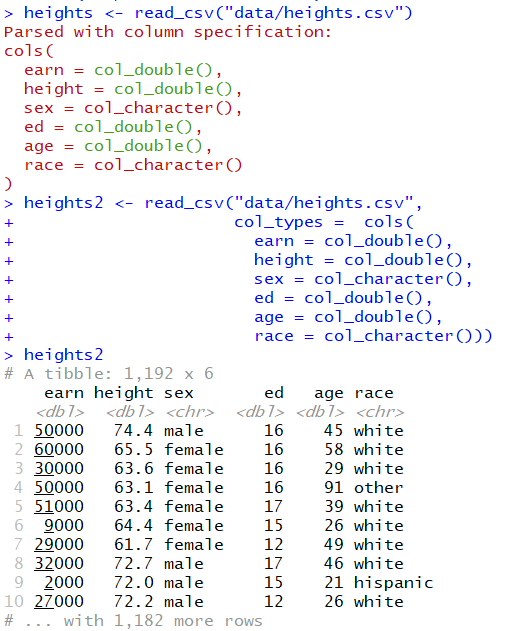 > heights <- read_csv("data/heights.csv")
Parsed with column specification:
cols(
  earn = col_double(),
  height = col_double(),
  sex = col_character(),
  ed = col_double(),
  age = col_double(),
  race = col_character()
)
> heights2 <- read_csv("data/heights.csv",
+                      col_types =  cols(
+                        earn = col_double(),
+                        height = col_double(),
+                        sex = col_character(),
+                        ed = col_double(),
+                        age = col_double(),
+                        race = col_character()))
> heights2
# A tibble: 1,192 x 6
    earn height sex       ed   age race
   <dbl>  <dbl> <chr>  <dbl> <dbl> <chr>
 1 50000   74.4 male      16    45 white
 2 60000   65.5 female    16    58 white
 3 30000   63.6 female    16    29 white
 4 50000   63.1 female    16    91 other
 5 51000   63.4 female    17    39 white
 6  9000   64.4 female    15    26 white
 7 29000   61.7 female    12    49 white
 8 32000   72.7 male      17    46 white
 9  2000   72.0 male      15    21 hispanic
10 27000   72.2 male      12    26 white
# ... with 1,182 more rows